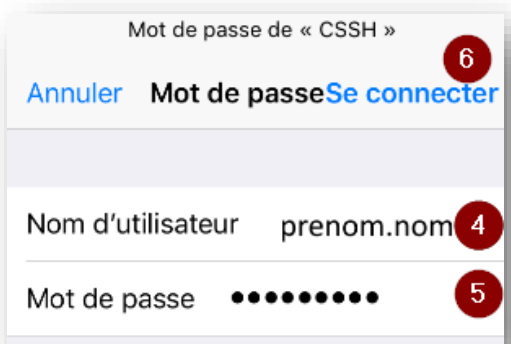 Mot de passe de « CSSH »
6
Annuler Mot de passe Se connecter
Nom d'utilisateur prenom.nom 4
Mot de passe ••••••••• 5